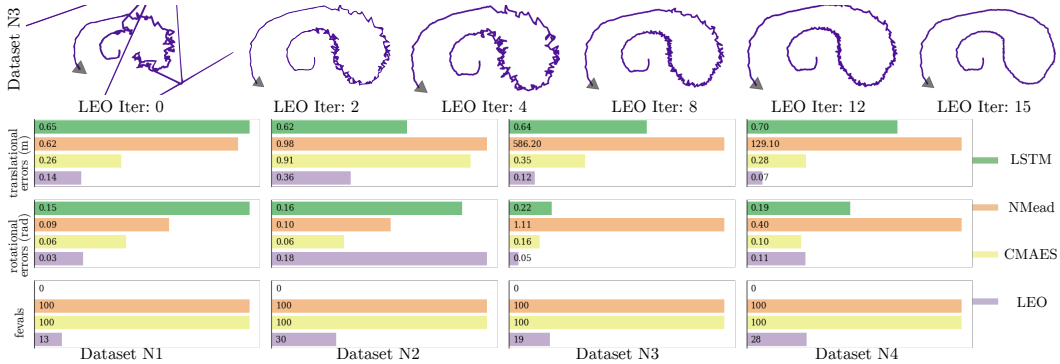 Dataset N3
LEO Iter: 0
LEO Iter: 2
LEO Iter: 4
LEO Iter: 8
LEO Iter: 12
LEO Iter: 15
translational
errors (m)
0.65
0.62
0.26
0.14
0.62
0.98
0.91
0.36
0.64
586.20
0.35
0.12
0.70
129.10
0.28
0.07
rotational
errors (rad)
0.15
0.09
0.06
0.03
0.16
0.10
0.06
0.18
0.22
1.11
0.16
0.05
0.19
0.40
0.10
0.11
fevals
0
100
100
13
0
100
100
30
0
100
100
19
0
100
100
28
Dataset N1
Dataset N2
Dataset N3
Dataset N4
LSTM
NMead
CMAES
LEO